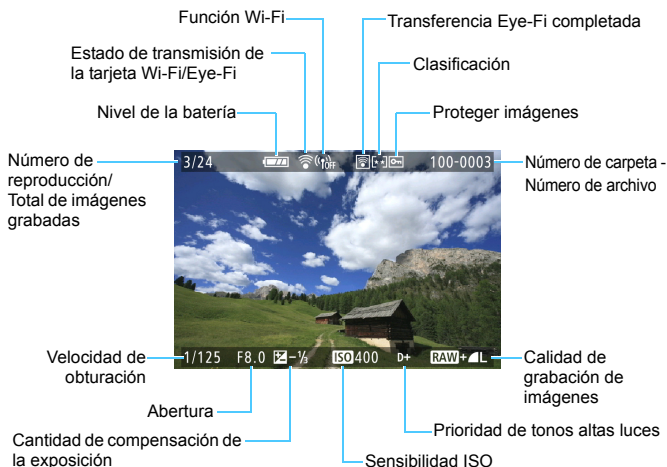 Función Wi-Fi
Transferencia Eye-Fi completada
Estado de transmisión de
la tarjeta Wi-Fi/Eye-Fi
Clasificación
Nivel de la batería
Proteger imágenes
Número de
reproducción/
Total de imágenes
grabadas
3/24 OFF 100-0003
Número de carpeta -
Número de archivo
1/125 F8.0 -⅓ ISO 400 D+ RAW+L
Velocidad de
obturación
Calidad de
grabación de
imágenes
Abertura
Prioridad de tonos altas luces
Cantidad de compensación de
la exposición
Sensibilidad ISO